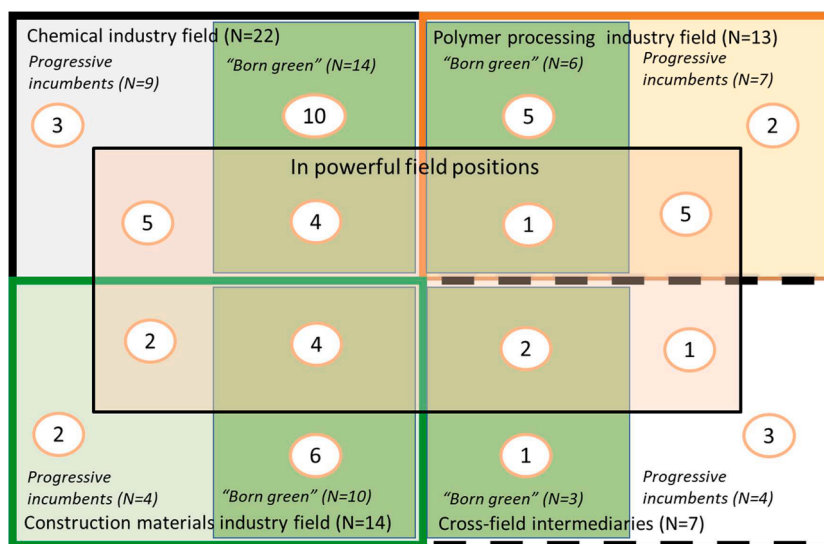 Chemical industry field (N=22)
Progressive
incumbents (N=9)
"Born green" (N=14)
3
10
Polymer processing industry field (N=13)
"Born green" (N=6)
Progressive
incumbents (N=7)
5
2
In powerful field positions
5
4
1
5
2
4
2
1
2
6
1
3
Progressive
incumbents (N=4)
"Born green" (N=10)
Construction materials industry field (N=14)
"Born green" (N=3)
Progressive
incumbents (N=4)
Cross-field intermediaries (N=7)